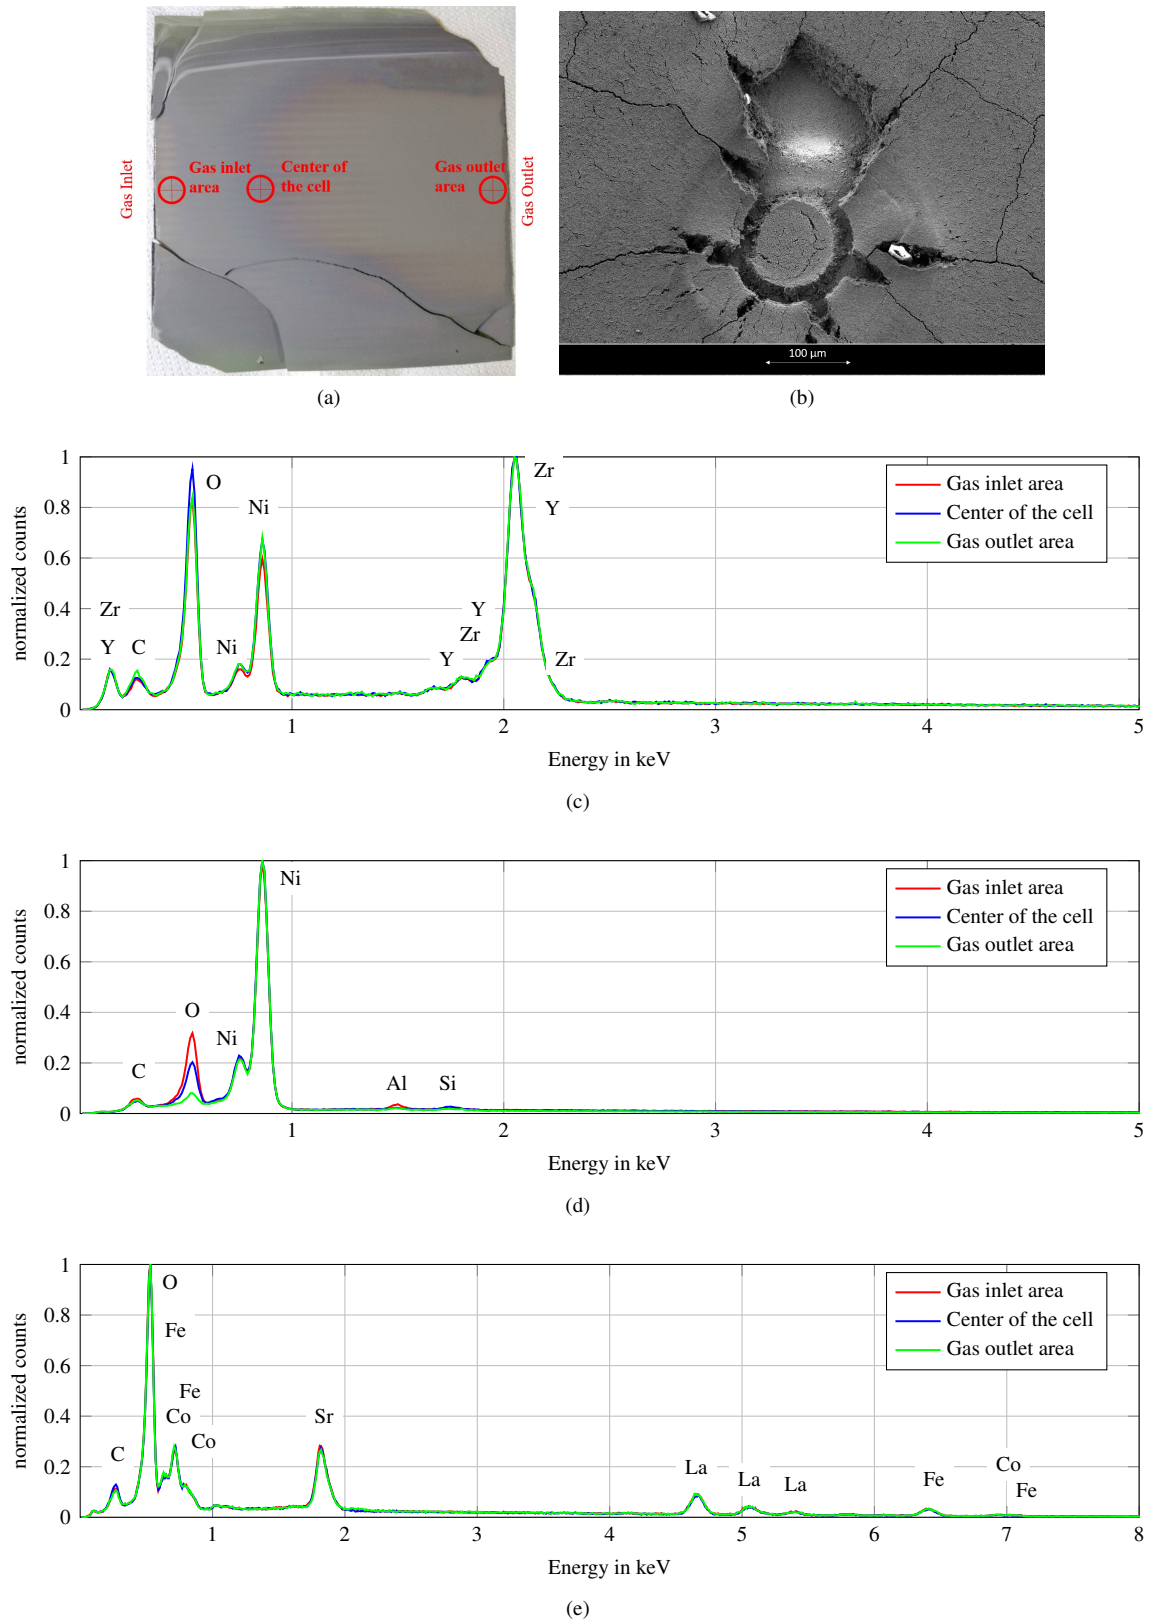 Gas Inlet
Gas inlet
area
Center of
the cell
Gas outlet
area
Gas Outlet
100 µm
(a)
(b)
normalized counts
1
0.8
0.6
0.4
0.2
0
Zr
Y
C
O
Ni
Ni
Y
Zr
Y
Zr
Y
Zr
Gas inlet area
Center of the cell
Gas outlet area
1
2
3
4
5
Energy in keV
(c)
normalized counts
1
0.8
0.6
0.4
0.2
0
C
O
Ni
Ni
Al
Si
Gas inlet area
Center of the cell
Gas outlet area
1
2
3
4
5
Energy in keV
(d)
normalized counts
1
0.8
0.6
0.4
0.2
0
C
O
Fe
Fe
Co
Co
Sr
La
La
La
Fe
Co
Fe
Gas inlet area
Center of the cell
Gas outlet area
1
2
3
4
5
6
7
8
Energy in keV
(e)